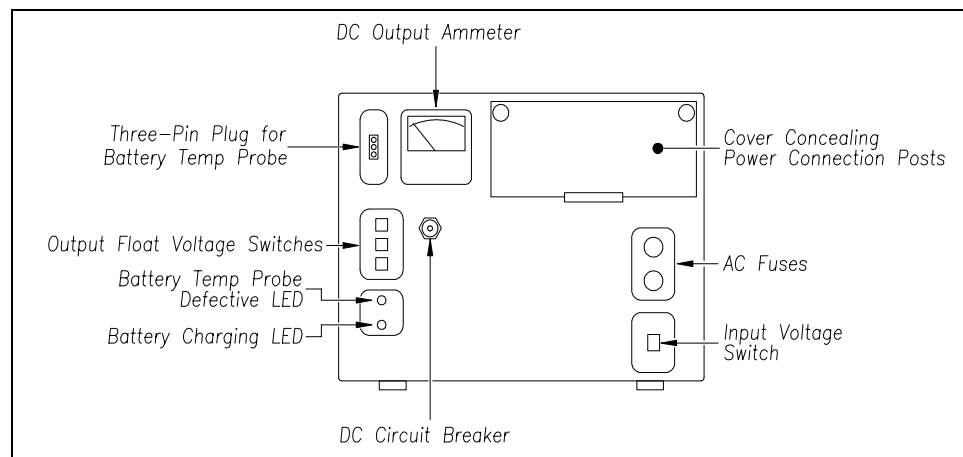 DC Output Ammeter
Three-Pin Plug for
Battery Temp Probe
Cover Concealing
Power Connection Posts
Output Float Voltage Switches
AC Fuses
Battery Temp Probe
Defective LED
Battery Charging LED
Input Voltage
Switch
DC Circuit Breaker